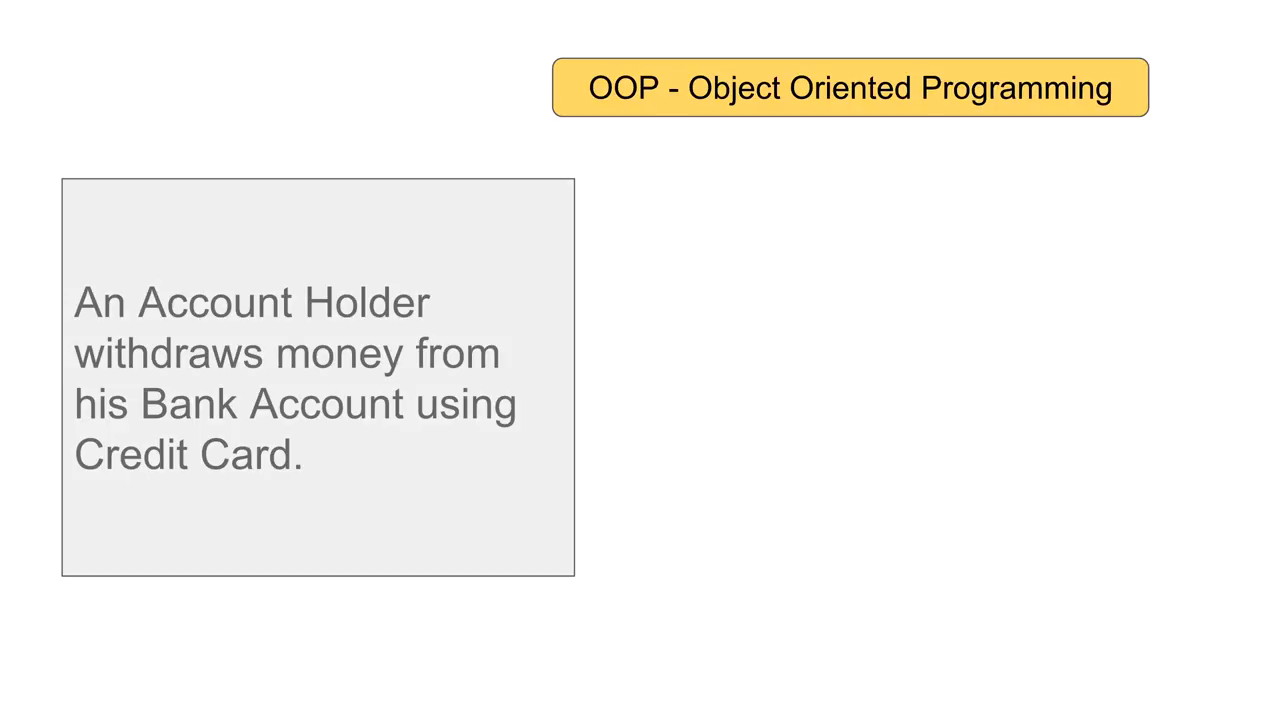 OOP - Object Oriented Programming
An Account Holder
withdraws money from
his Bank Account using
Credit Card.